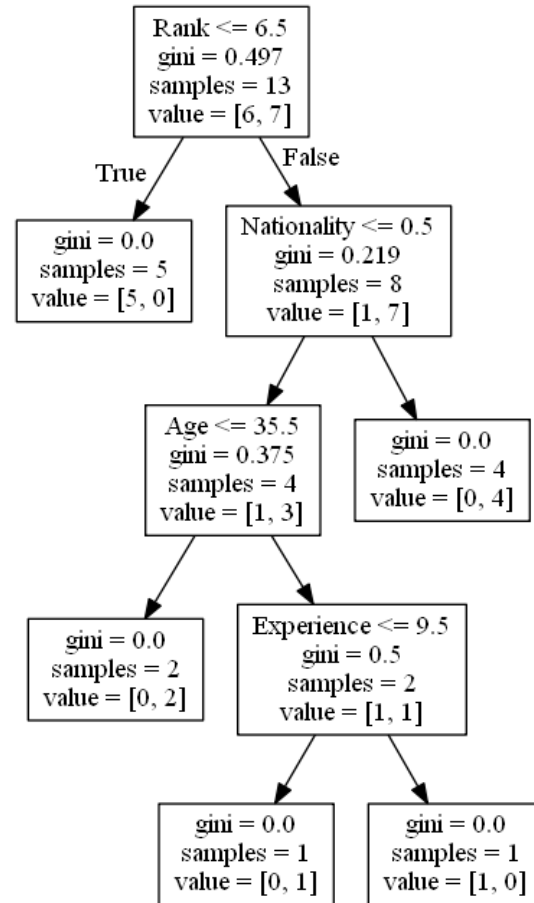 Rank <= 6.5
gini = 0.497
samples = 13
value = [6, 7]
True
False
gini = 0.0
samples = 5
value = [5, 0]
Nationality <= 0.5
gini = 0.219
samples = 8
value = [1, 7]
Age <= 35.5
gini = 0.375
samples = 4
value = [1, 3]
gini = 0.0
samples = 4
value = [0, 4]
gini = 0.0
samples = 2
value = [0, 2]
Experience <= 9.5
gini = 0.5
samples = 2
value = [1, 1]
gini = 0.0
samples = 1
value = [0, 1]
gini = 0.0
samples = 1
value = [1, 0]